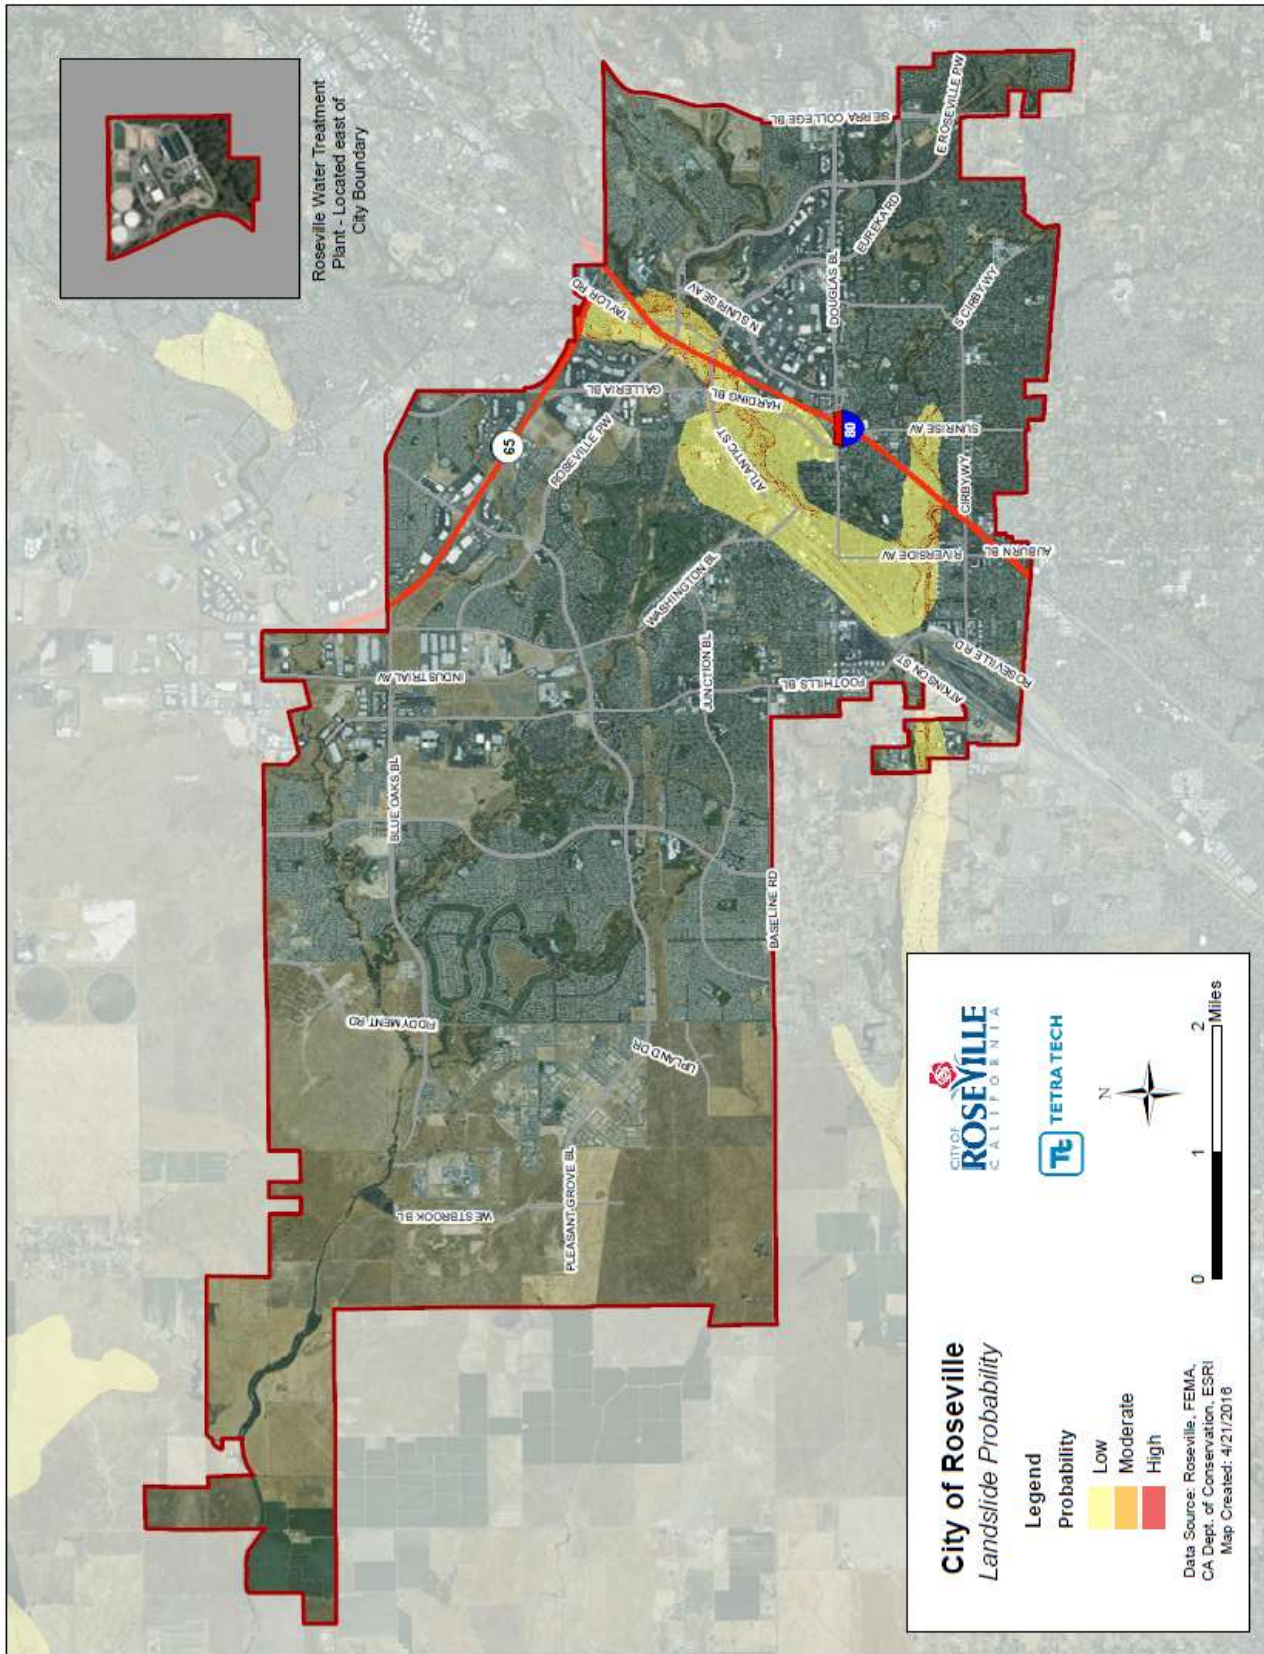 Roseville Water Treatment
Plant - Located east of
City Boundary
65
80
TAYLOR RD
GALLERIA BL
ROSEVILLE PW
N SUNRISE AV
HARDING BL
ATLANTIC ST
DOUGLAS BL
SIERRA COLLEGE BL
EUREKA RD
E ROSEVILLE PW
S CIRBY WY
SUNRISE AV
CIRBY WY
RIVERSIDE AV
AUBURN BL
WASHINGTON BL
JUNCTION BL
INDUSTRIAL AV
FOOTHILLS BL
ATKINSON ST
ROSEVILLE RD
BLUE OAKS BL
BASELINE RD
FIDDYMENT RD
UPLAND DR
WESTBROOK BL
PLEASANT GROVE BL
City of Roseville
Landslide Probability
Legend
Probability
Low
Moderate
High
Data Source: Roseville, FEMA,
CA Dept. of Conservation, ESRI
Map Created: 4/21/2016
CITY OF
ROSEVILLE
CALIFORNIA
Tt TETRA TECH
N
0 1 2
Miles